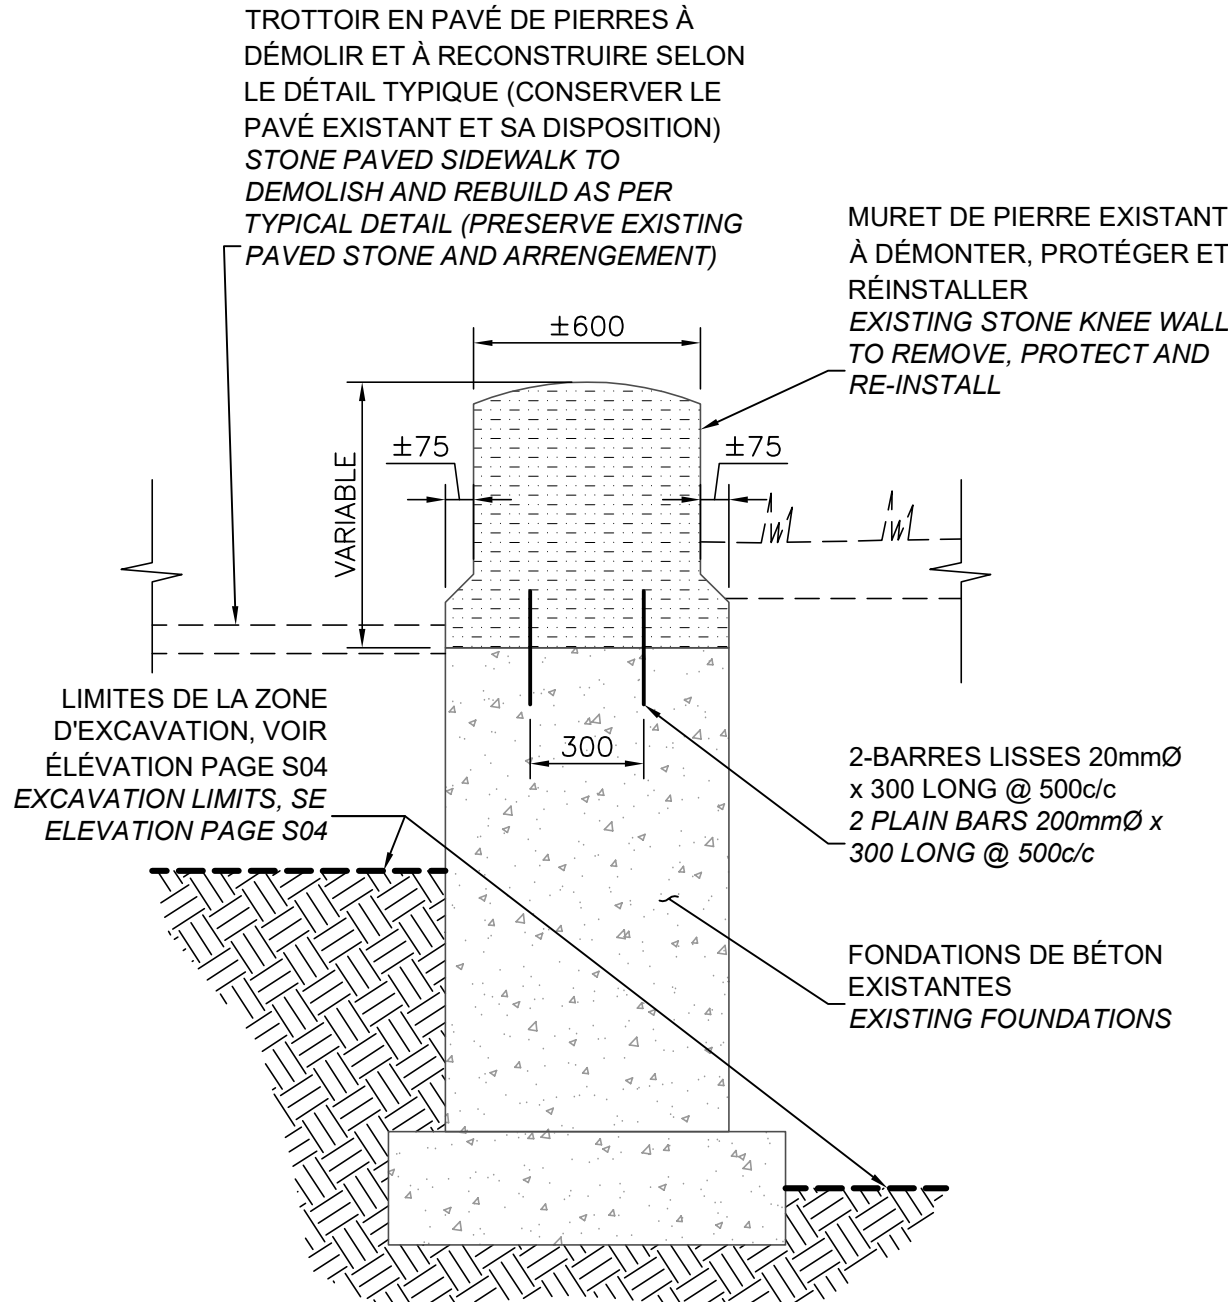 TROTTOIR EN PAVÉ DE PIERRES À
DÉMOLIR ET À RECONSTRUIRE SELON
LE DÉTAIL TYPIQUE (CONSERVER LE
PAVÉ EXISTANT ET SA DISPOSITION)
STONE PAVED SIDEWALK TO
DEMOLISH AND REBUILD AS PER
TYPICAL DETAIL (PRESERVE EXISTING
PAVED STONE AND ARRENGEMENT)
MURET DE PIERRE EXISTANT
À DÉMONTER, PROTÉGER ET
RÉINSTALLER
EXISTING STONE KNEE WALL
TO REMOVE, PROTECT AND
RE-INSTALL
±600
±75
±75
VARIABLE
LIMITES DE LA ZONE
D'EXCAVATION, VOIR
ÉLÉVATION PAGE S04
EXCAVATION LIMITS, SE
ELEVATION PAGE S04
300
2-BARRES LISSES 20mmØ
x 300 LONG @ 500c/c
2 PLAIN BARS 200mmØ x
300 LONG @ 500c/c
FONDATIONS DE BÉTON
EXISTANTES
EXISTING FOUNDATIONS